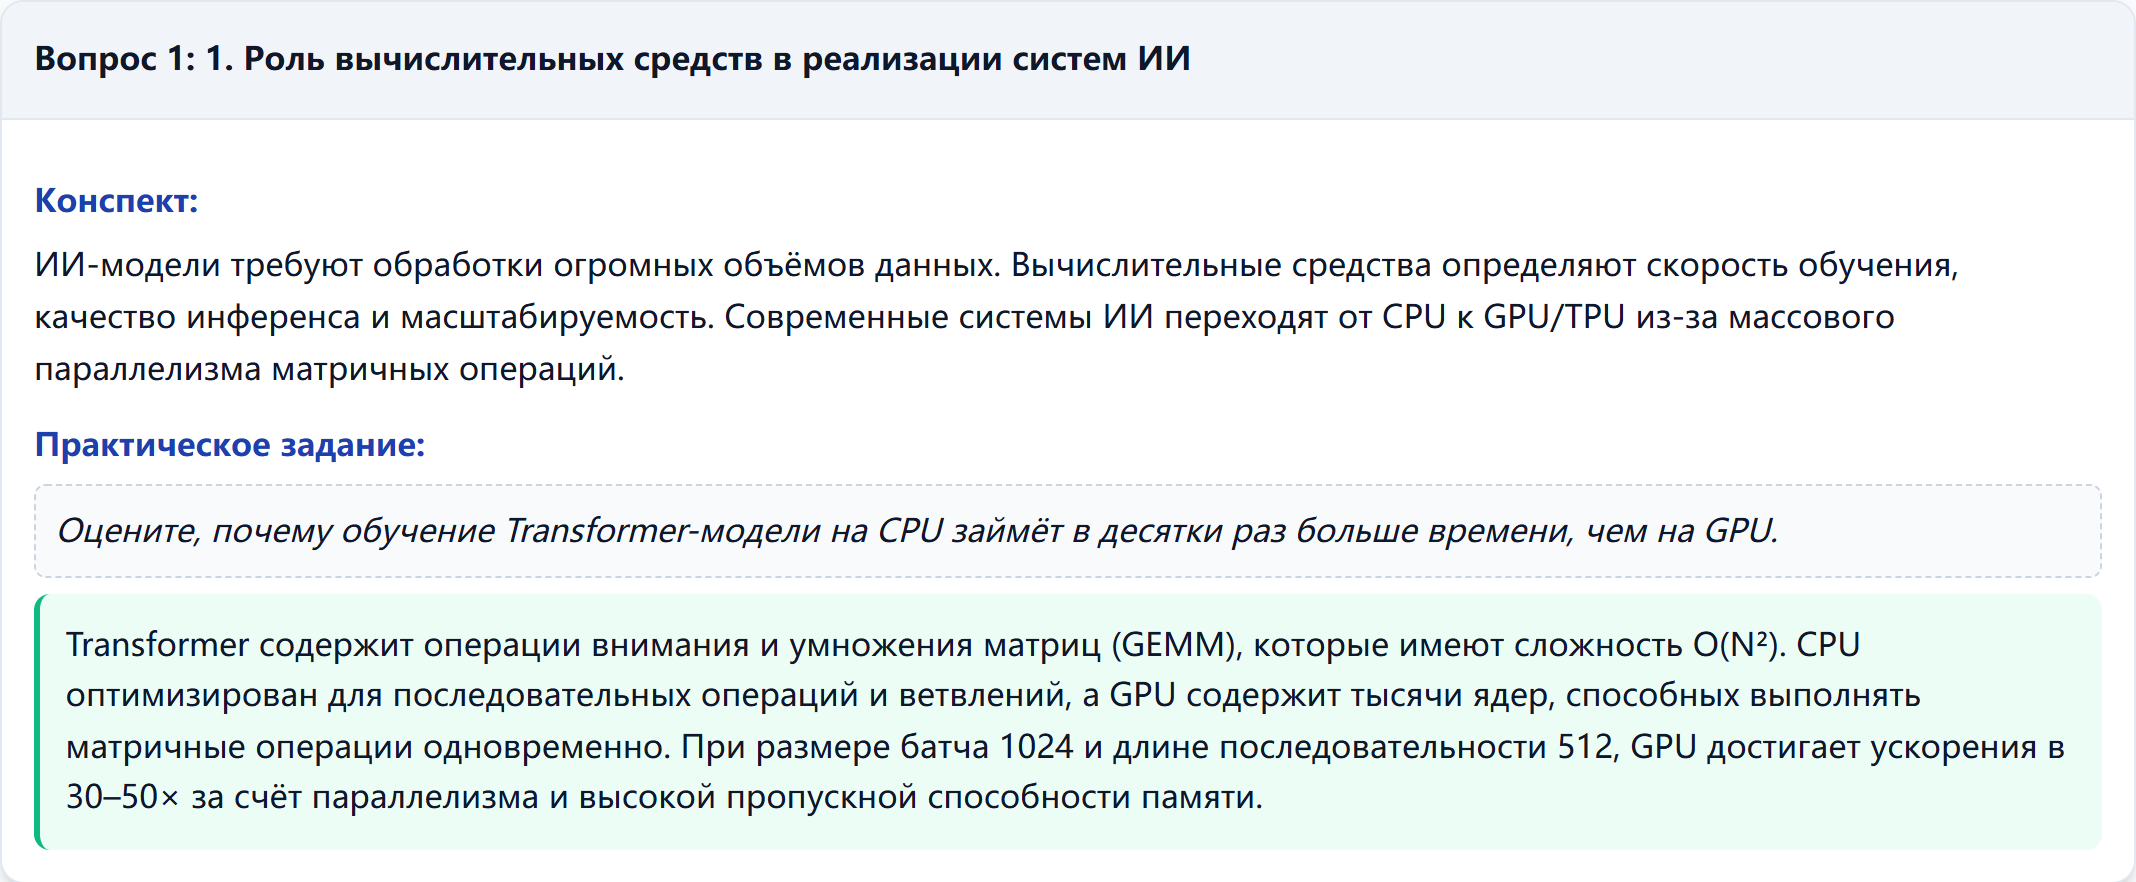 Вопрос 1: 1. Роль вычислительных средств в реализации систем ИИ
Конспект:
ИИ-модели требуют обработки огромных объёмов данных. Вычислительные средства определяют скорость обучения,
качество инференса и масштабируемость. Современные системы ИИ переходят от CPU к GPU/TPU из-за массового
параллелизма матричных операций.
Практическое задание:
Оцените, почему обучение Transformer-модели на CPU займёт в десятки раз больше времени, чем на GPU.
Transformer содержит операции внимания и умножения матриц (GEMM), которые имеют сложность O(N²). CPU
оптимизирован для последовательных операций и ветвлений, а GPU содержит тысячи ядер, способных выполнять
матричные операции одновременно. При размере батча 1024 и длине последовательности 512, GPU достигает ускорения в
30–50× за счёт параллелизма и высокой пропускной способности памяти.